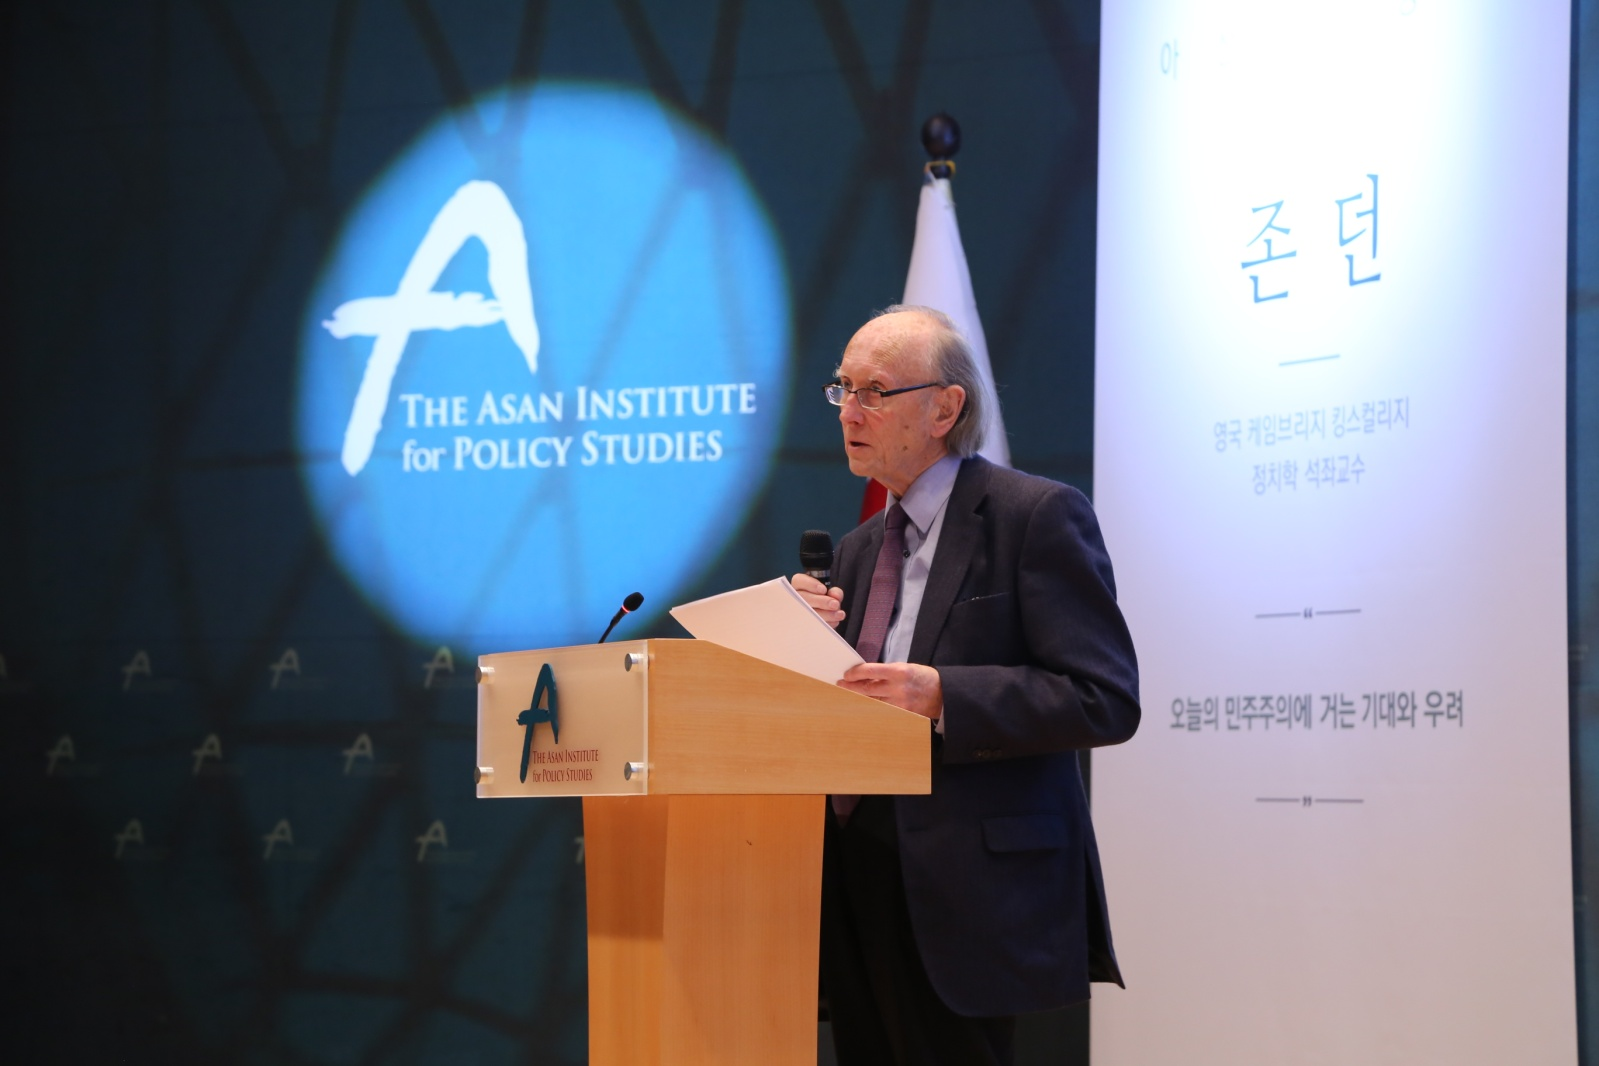 THE ASAN INSTITUTE
for POLICY STUDIES
THE ASAN INSTITUTE
for POLICY STUDIES
아
존 던
영국 케임브리지 킹스컬리지
정치학 석좌교수
“
오늘의 민주주의에 거는 기대와 우려
”